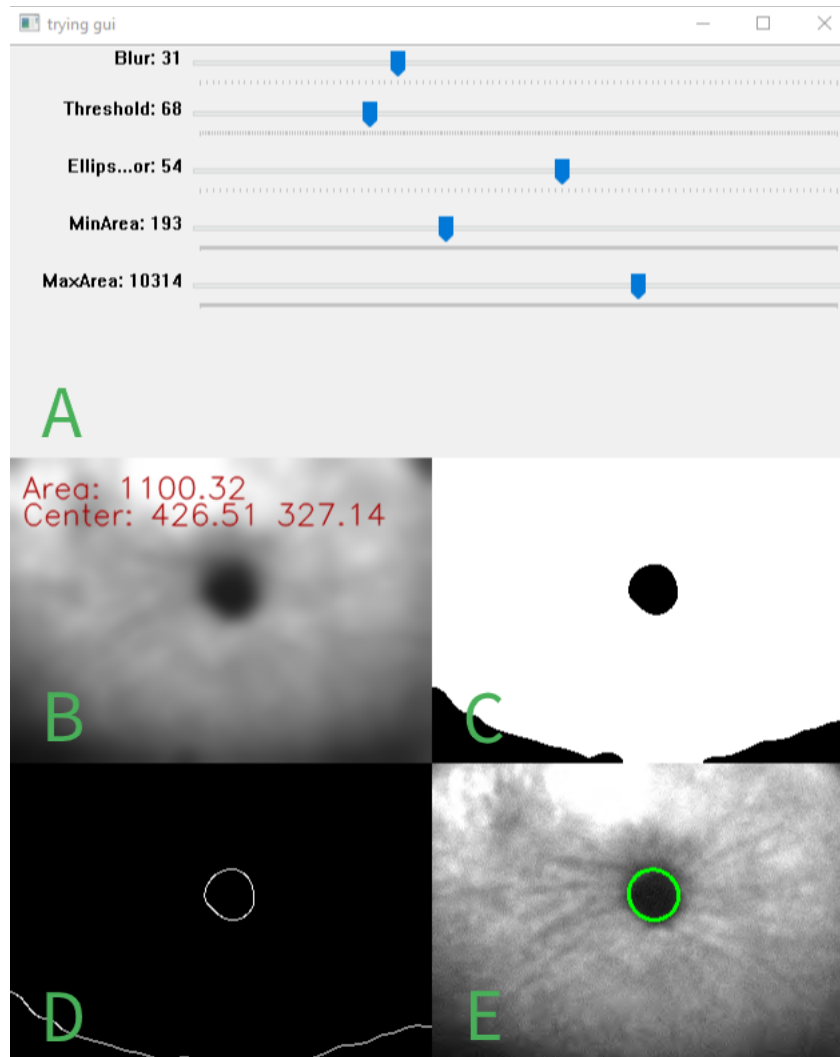 trying gui
Blur: 31
Threshold: 68
Ellips...or: 54
MinArea: 193
MaxArea: 10314
A
Area: 1100.32
Center: 426.51 327.14
B
C
D
E